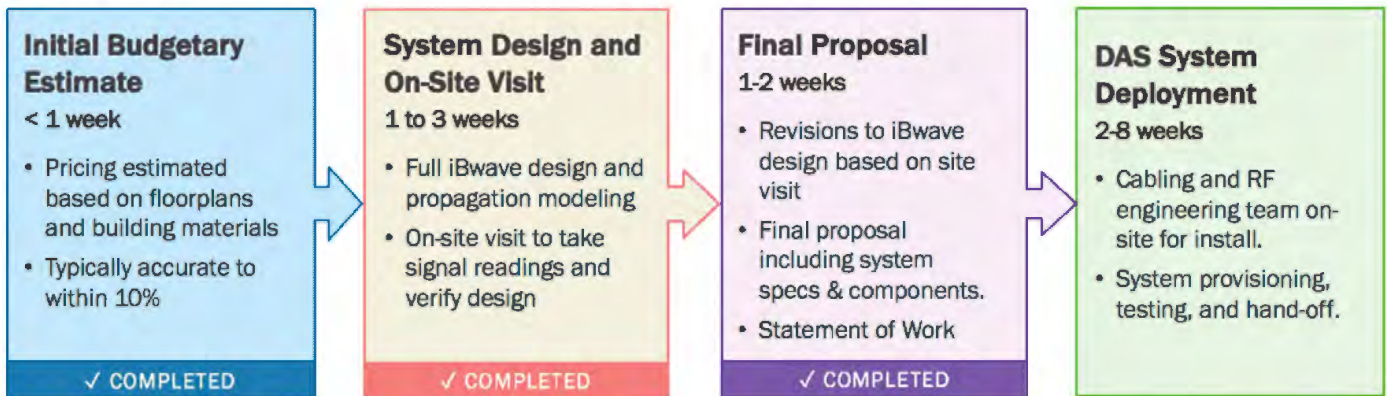 Initial Budgetary
Estimate
< 1 week
• Pricing estimated
based on floorplans
and building materials
• Typically accurate to
within 10%
✓ COMPLETED
System Design and
On-Site Visit
1 to 3 weeks
• Full iBwave design and
propagation modeling
• On-site visit to take
signal readings and
verify design
✓ COMPLETED
Final Proposal
1-2 weeks
• Revisions to iBwave
design based on site
visit
• Final proposal
including system
specs & components.
• Statement of Work
✓ COMPLETED
DAS System
Deployment
2-8 weeks
• Cabling and RF
engineering team on-
site for install.
• System provisioning,
testing, and hand-off.